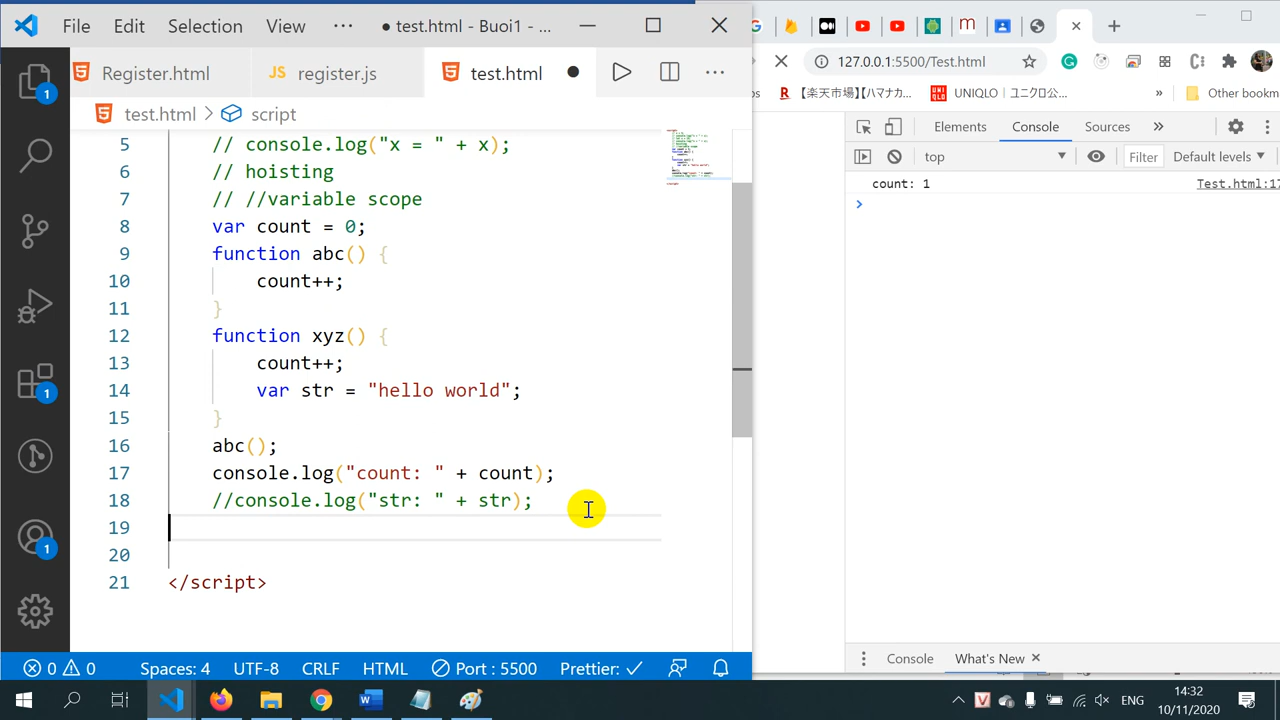 File Edit Selection View ··· ● test.html - Buoi1 - ...
Register.html JS register.js test.html ● ···
test.html > script
5 // console.log("x = " + x);
6 // hoisting
7 // //variable scope
8 var count = 0;
9 function abc() {
10 count++;
11 }
12 function xyz() {
13 count++;
14 var str = "hello world";
15 }
16 abc();
17 console.log("count: " + count);
18 //console.log("str: " + str);
19
20
21 </script>
1
1
1
0 0 Spaces: 4 UTF-8 CRLF HTML Port : 5500 Prettier: ✓
127.0.0.1:5500/Test.html
R 【楽天市場】【ハマナカ... UNIQLO | ユニクロ公... » Other bookm
Elements Console Sources »
top Filter Default levels ▼
count: 1 Test.html:17
>
Console What's New ×
ENG 14:32
10/11/2020